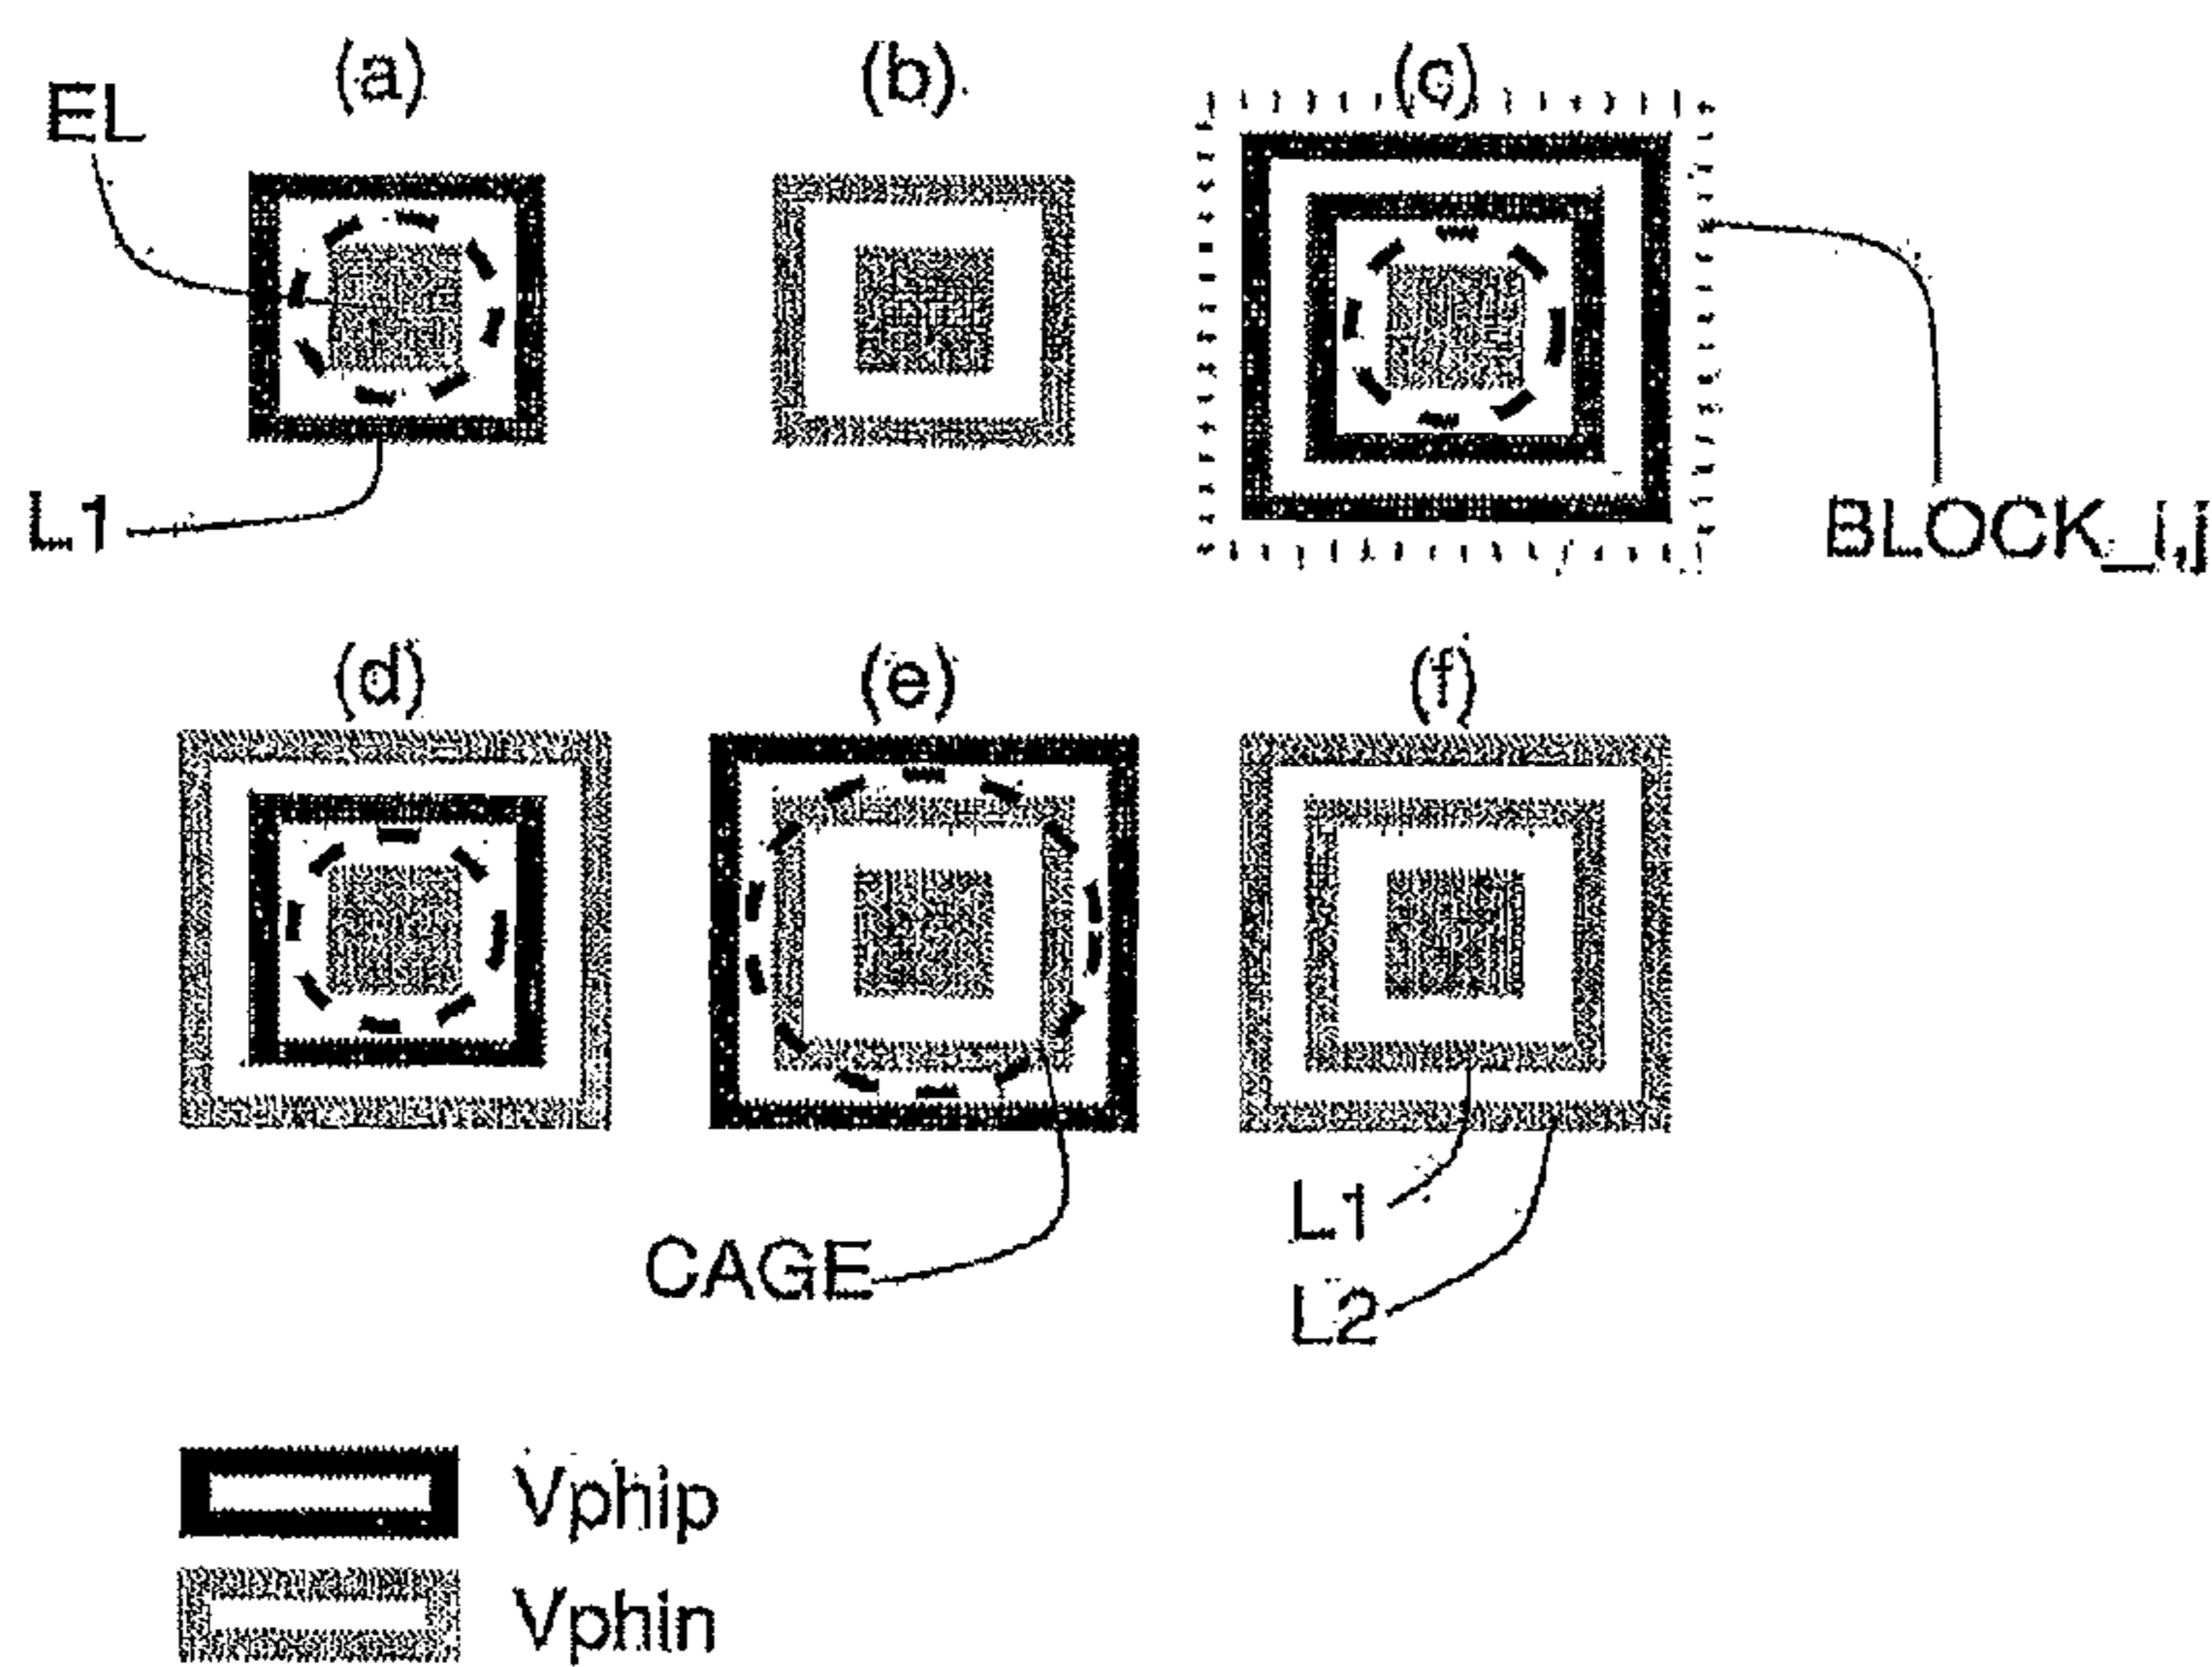 (a) (b) (c)
EL
L1
BLOCK_i,j
(d) (e) (f)
CAGE
L1
L2
Vphip
Vphin